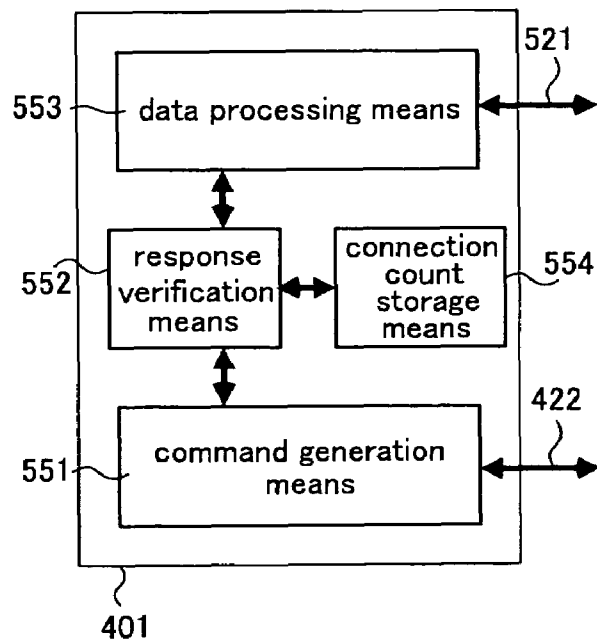 521
553
data processing means
552
response
verification
means
connection
count
storage
means
554
422
551
command generation
means
401